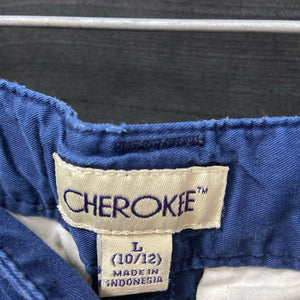 CHEROKEE™
L
(10/12)
MADE IN
INDONESIA